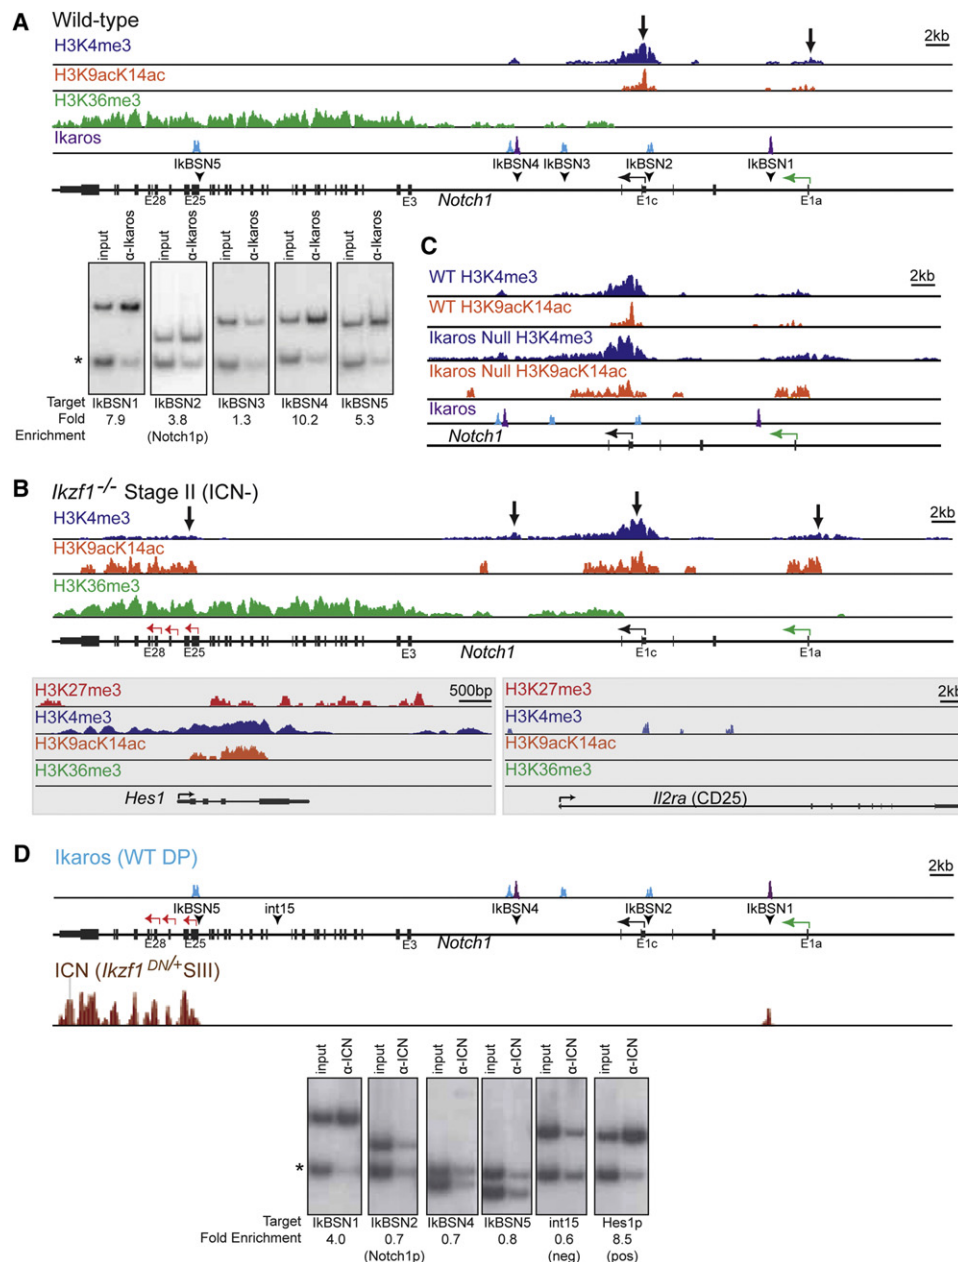 A
Wild-type
H3K4me3
2kb
H3K9acK14ac
H3K36me3
Ikaros
IkBSN5
IkBSN4 IkBSN3
IkBSN2
IkBSN1
E28
E25
E3
Notch1
E1c
E1a
input
α-Ikaros
input
α-Ikaros
input
α-Ikaros
input
α-Ikaros
input
α-Ikaros
*
Target
IkBSN1
IkBSN2
IkBSN3
IkBSN4
IkBSN5
Fold
7.9
3.8
1.3
10.2
5.3
Enrichment
(Notch1p)
C
WT H3K4me3
2kb
WT H3K9acK14ac
Ikaros Null H3K4me3
Ikaros Null H3K9acK14ac
Ikaros
Notch1
B
Ikzf1-/- Stage II (ICN-)
H3K4me3
2kb
H3K9acK14ac
H3K36me3
E28
E25
E3
Notch1
E1c
E1a
H3K27me3
500bp
H3K4me3
H3K9acK14ac
H3K36me3
Hes1
H3K27me3
2kb
H3K4me3
H3K9acK14ac
H3K36me3
Il2ra (CD25)
D
Ikaros (WT DP)
2kb
IkBSN5
int15
IkBSN4
IkBSN2
IkBSN1
E28
E25
E3
Notch1
E1c
E1a
ICN (Ikzf1 DN/+ SIII)
input
α-ICN
input
α-ICN
input
α-ICN
input
α-ICN
input
α-ICN
input
α-ICN
*
Target
IkBSN1
IkBSN2
IkBSN4
IkBSN5
int15
Hes1p
Fold Enrichment
4.0
0.7
0.7
0.8
0.6
8.5
(Notch1p)
(neg)
(pos)